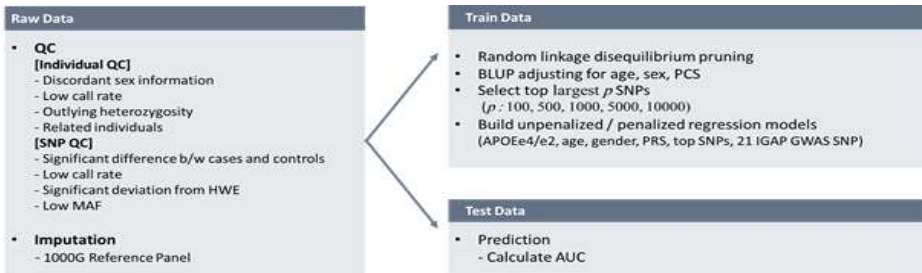 Raw Data
• QC
[Individual QC]
- Discordant sex information
- Low call rate
- Outlying heterozygosity
- Related individuals
[SNP QC]
- Significant difference b/w cases and controls
- Low call rate
- Significant deviation from HWE
- Low MAF
• Imputation
- 1000G Reference Panel
Train Data
• Random linkage disequilibrium pruning
• BLUP adjusting for age, sex, PCS
• Select top largest p SNPs
(p : 100, 500, 1000, 5000, 10000)
• Build unpenalized / penalized regression models
(APOEe4/e2, age, gender, PRS, top SNPs, 21 IGAP GWAS SNP)
Test Data
• Prediction
- Calculate AUC